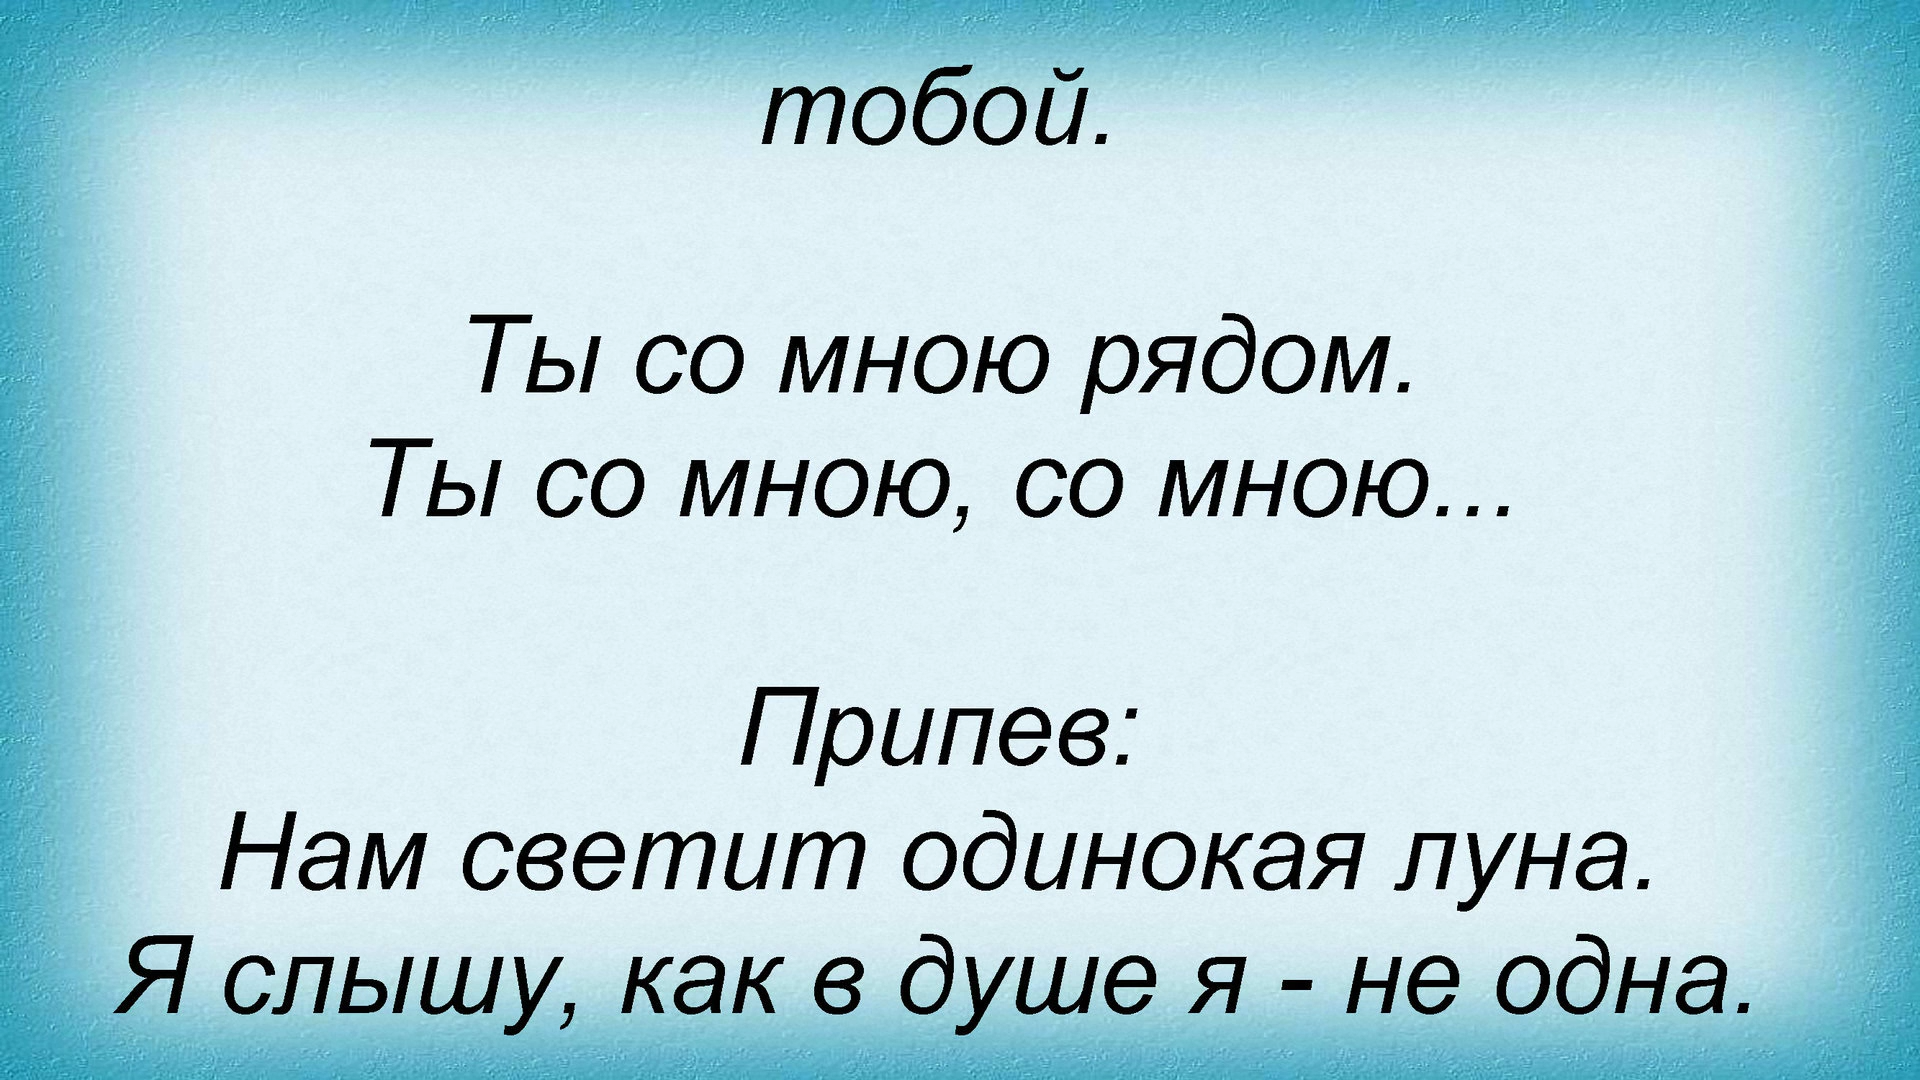 тобой.
Ты со мною рядом.
Ты со мною, со мною...
Припев:
Нам светит одинокая луна.
Я слышу, как в душе я - не одна.